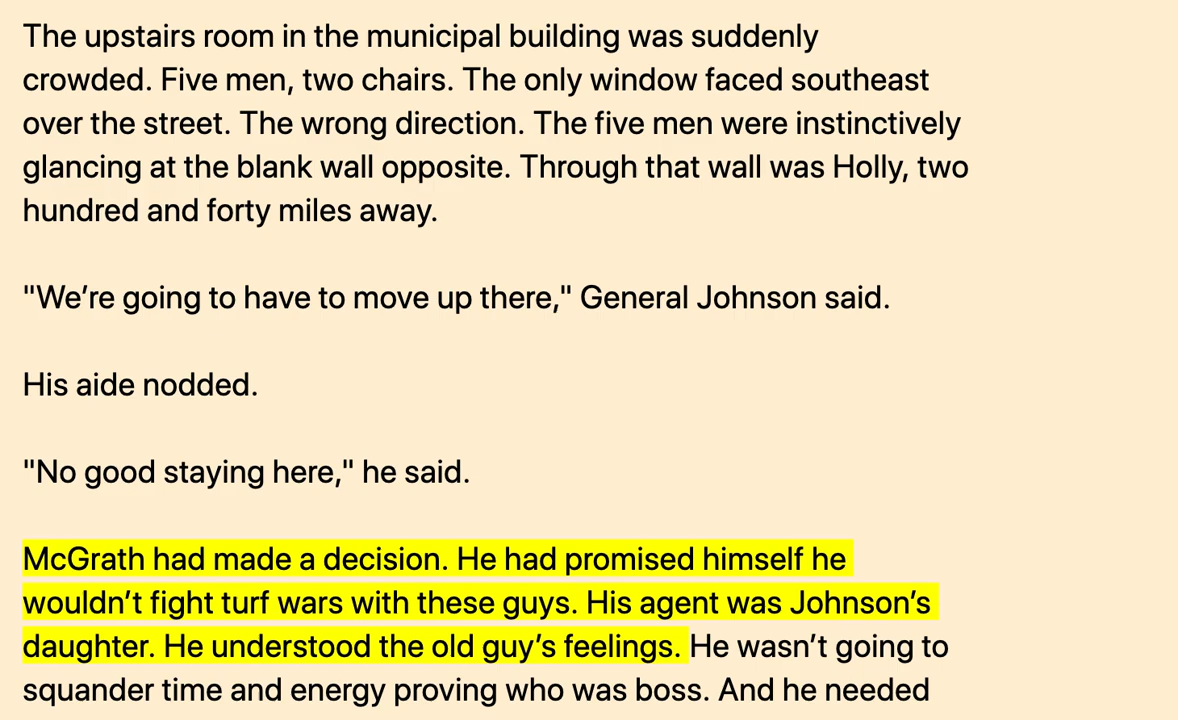 The upstairs room in the municipal building was suddenly
crowded. Five men, two chairs. The only window faced southeast
over the street. The wrong direction. The five men were instinctively
glancing at the blank wall opposite. Through that wall was Holly, two
hundred and forty miles away.
"We’re going to have to move up there," General Johnson said.
His aide nodded.
"No good staying here," he said.
McGrath had made a decision. He had promised himself he
wouldn’t fight turf wars with these guys. His agent was Johnson’s
daughter. He understood the old guy’s feelings. He wasn’t going to
squander time and energy proving who was boss. And he needed